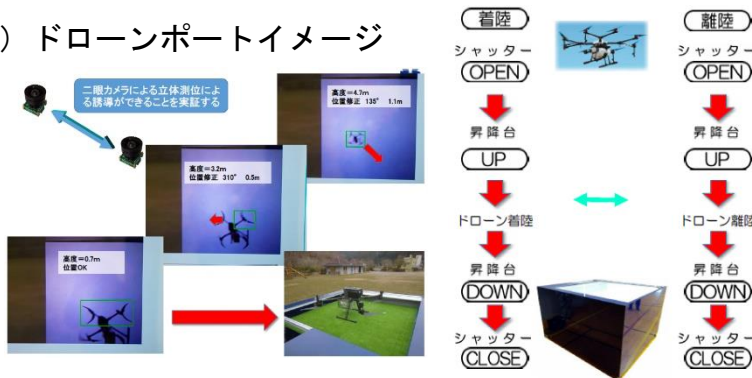 ) ドローンポートイメージ
二眼カメラによる立体測位によ
る誘導ができることを実証する
高度=4.7m
位置修正 135° 1.1m
高度=3.2m
位置修正 310° 0.5m
高度=0.7m
位置OK
着陸
シャッター
OPEN
昇降台
UP
ドローン着陸
昇降台
DOWN
シャッター
CLOSE
離陸
シャッター
OPEN
昇降台
UP
ドローン離陸
昇降台
DOWN
シャッター
CLOSE